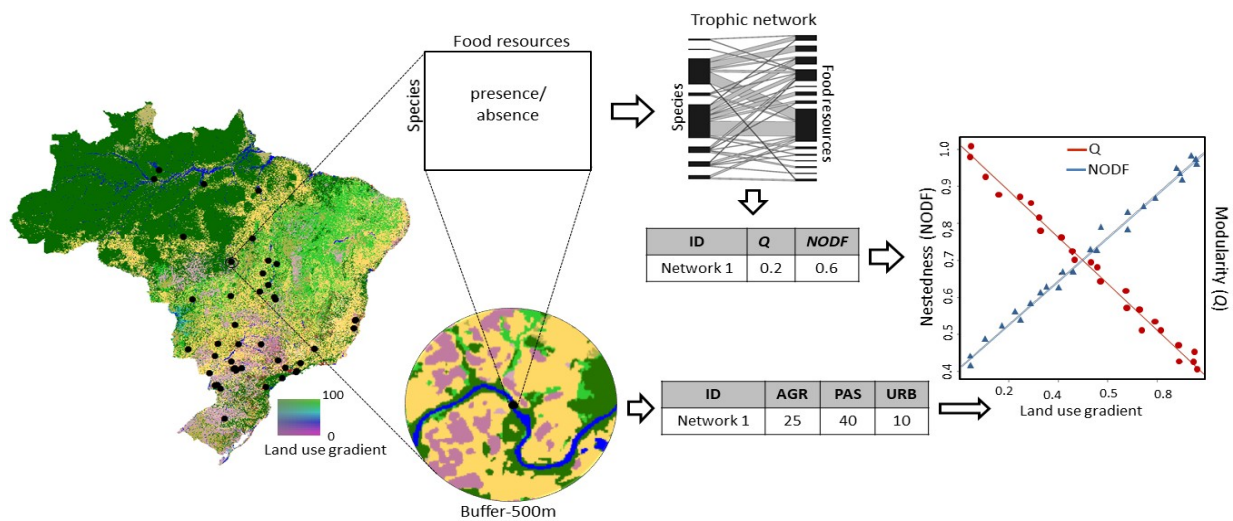 Trophic network
Food resources
Species
presence/
absence
Species
Food resources
ID Q NODF
Network 1 0.2 0.6
Q
NODF
Nestedness (NODF)
Modularity (Q)
1.0
0.9
0.8
0.7
0.6
0.5
0.4
0.2 0.4 0.5 0.8
Land use gradient
100
0
Land use gradient
ID AGR PAS URB
Network 1 25 40 10
Buffer-500m